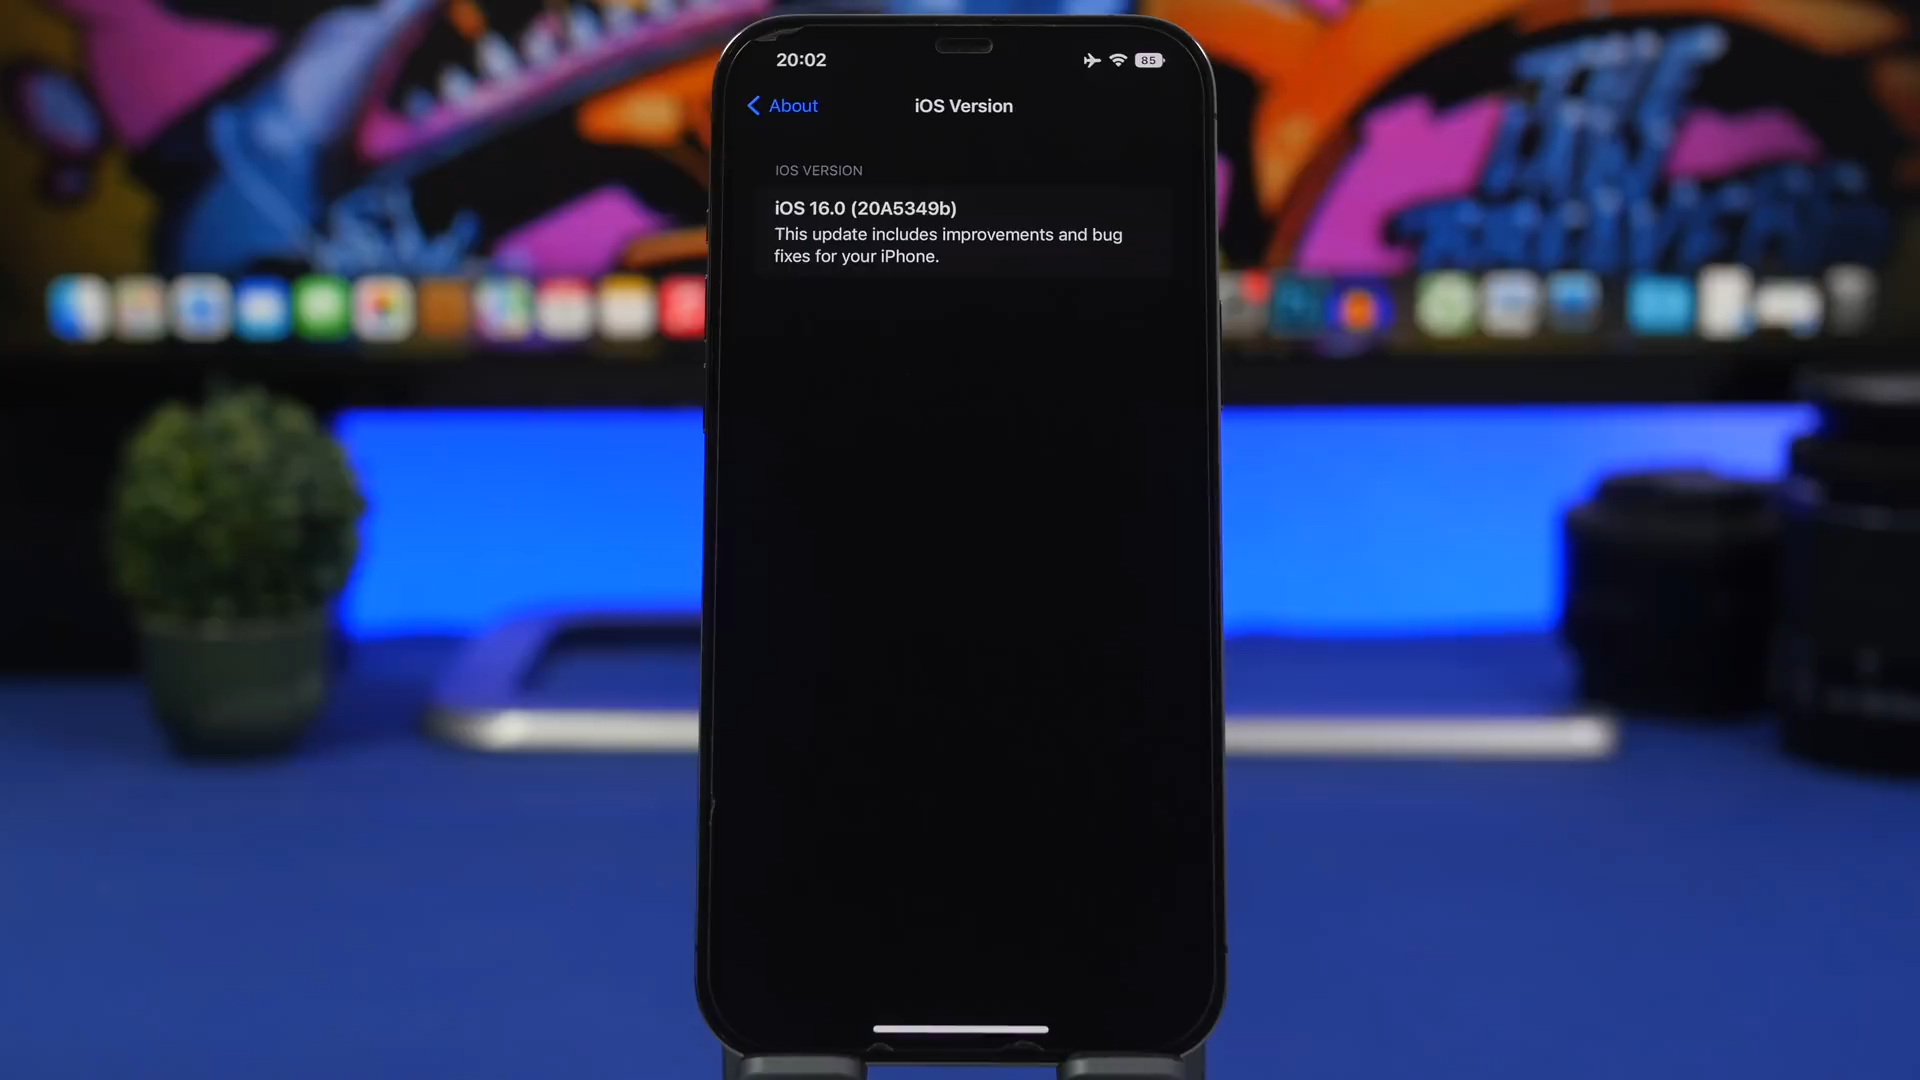 20:02
85
About
iOS Version
IOS VERSION
iOS 16.0 (20A5349b)
This update includes improvements and bug
fixes for your iPhone.
THE